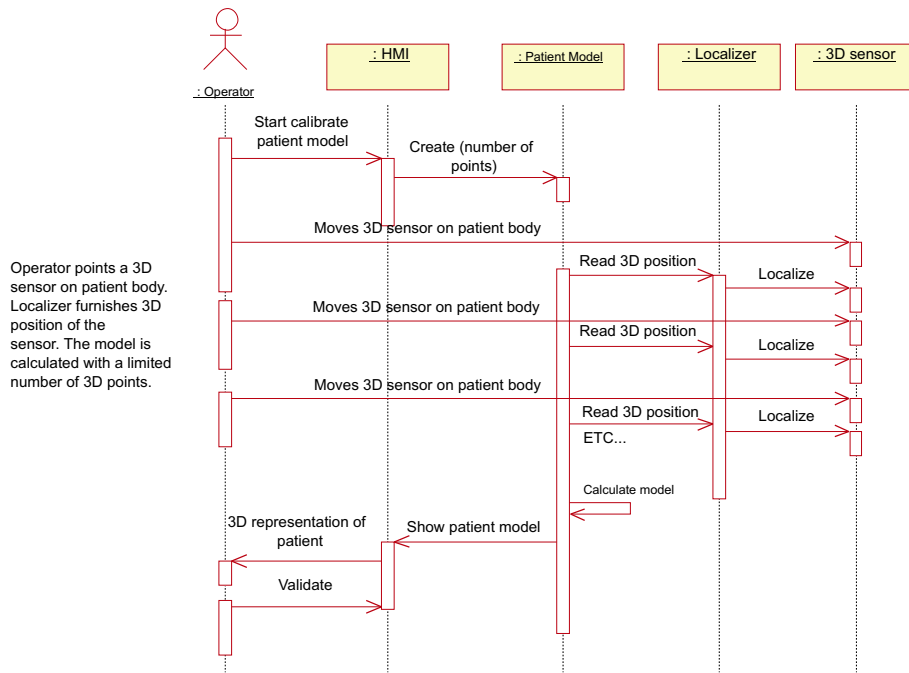 : HMI
: Patient Model
: Localizer
: 3D sensor
: Operator
Start calibrate
patient model
Create (number of
points)
Moves 3D sensor on patient body
Operator points a 3D
sensor on patient body.
Localizer furnishes 3D
position of the
sensor. The model is
calculated with a limited
number of 3D points.
Read 3D position
Localize
Moves 3D sensor on patient body
Read 3D position
Localize
Moves 3D sensor on patient body
Read 3D position
Localize
ETC...
Calculate model
3D representation of
patient
Show patient model
Validate